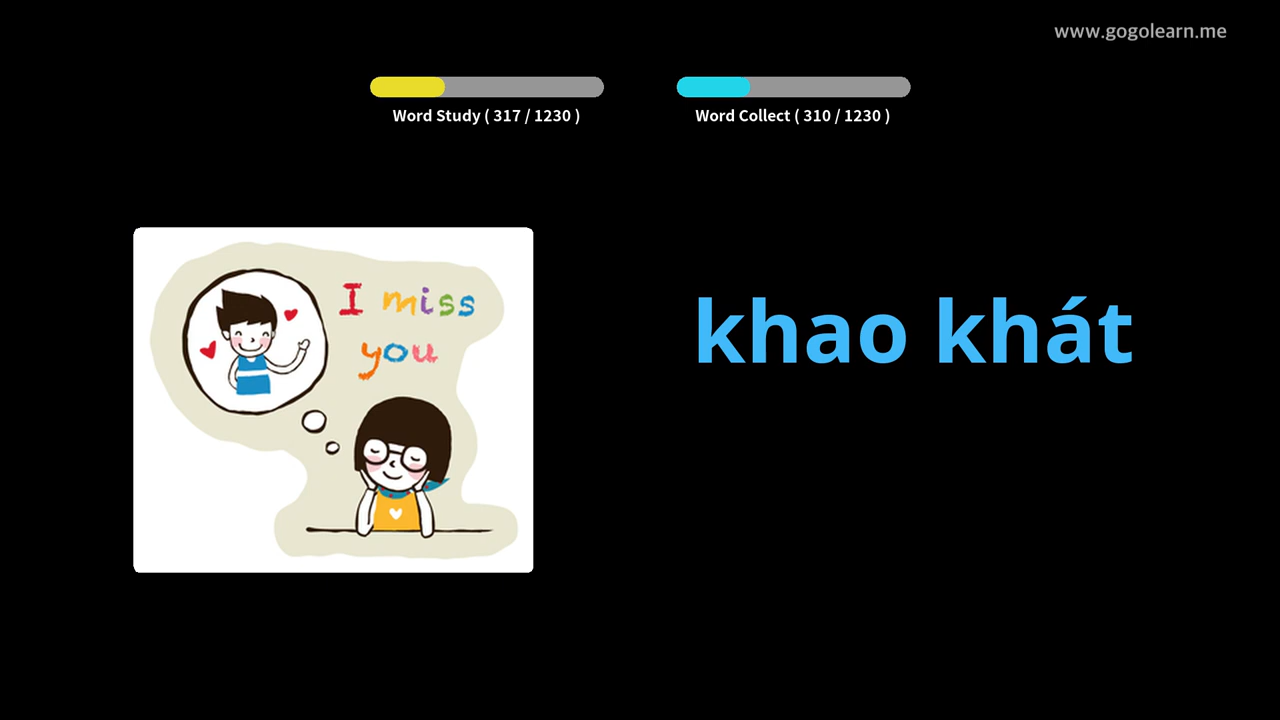 www.gogolearn.me
Word Study ( 317 / 1230 )
Word Collect ( 310 / 1230 )
I miss
you
khao khát